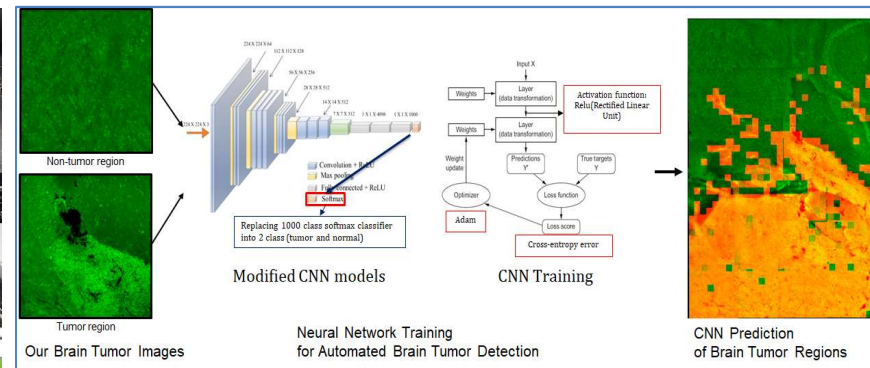 Non-tumor region
Tumor region
Our Brain Tumor Images
224 X 224 X 3
224 X 224 X 64
112 X 112 X 128
56 X 56 X 256
28 X 28 X 512
14 X 14 X 512
7 X 7 X 512
1 X 1 X 4096
1 X 1 X 1000
Convolution + ReLU
Max pooling
Fully connected + ReLU
Softmax
Replacing 1000 class softmax classifier
into 2 class (tumor and normal)
Modified CNN models
Input X
Weights
Layer
(data transformation)
Activation function:
Relu(Rectified Linear
Unit)
Weights
Layer
(data transformation)
Weight
update
Predictions
Y'
True targets
Y
Optimizer
Loss function
Adam
Loss score
Cross-entropy error
CNN Training
Neural Network Training
for Automated Brain Tumor Detection
CNN Prediction
of Brain Tumor Regions